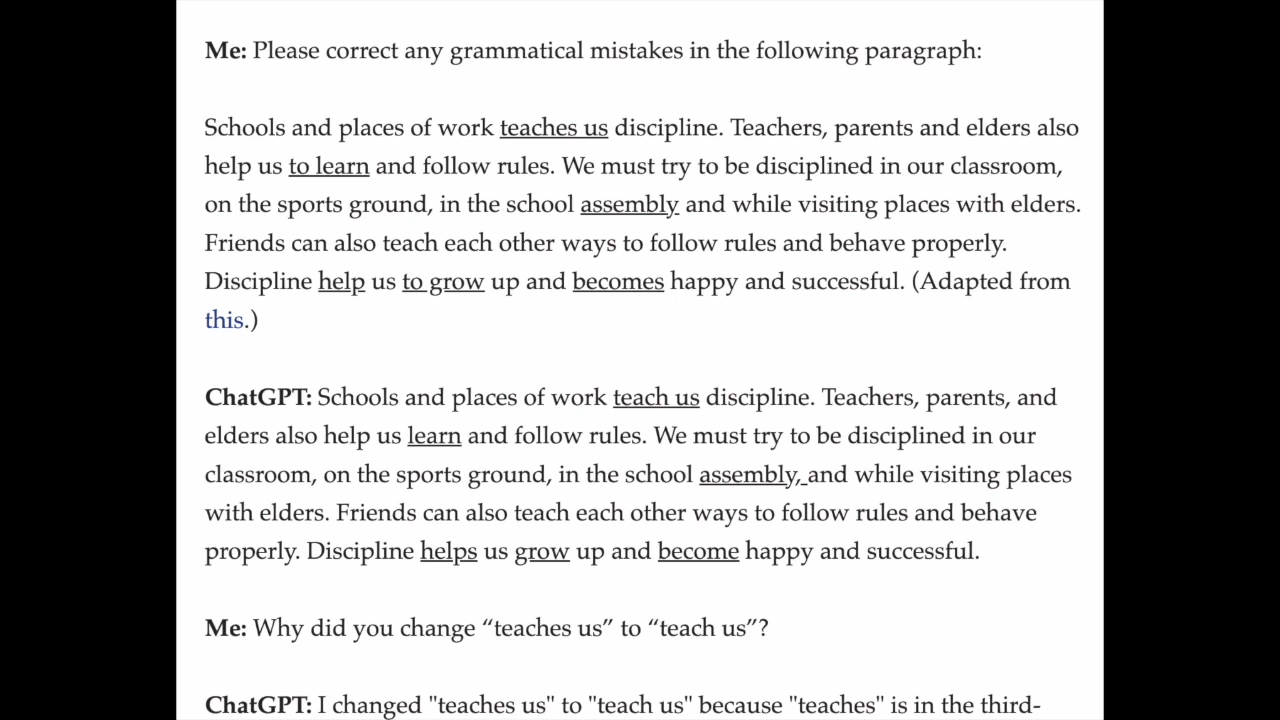 Me: Please correct any grammatical mistakes in the following paragraph:
Schools and places of work teaches us discipline. Teachers, parents and elders also
help us to learn and follow rules. We must try to be disciplined in our classroom,
on the sports ground, in the school assembly and while visiting places with elders.
Friends can also teach each other ways to follow rules and behave properly.
Discipline help us to grow up and becomes happy and successful. (Adapted from
this.)
ChatGPT: Schools and places of work teach us discipline. Teachers, parents, and
elders also help us learn and follow rules. We must try to be disciplined in our
classroom, on the sports ground, in the school assembly, and while visiting places
with elders. Friends can also teach each other ways to follow rules and behave
properly. Discipline helps us grow up and become happy and successful.
Me: Why did you change “teaches us” to “teach us”?
ChatGPT: I changed "teaches us" to "teach us" because "teaches" is in the third-